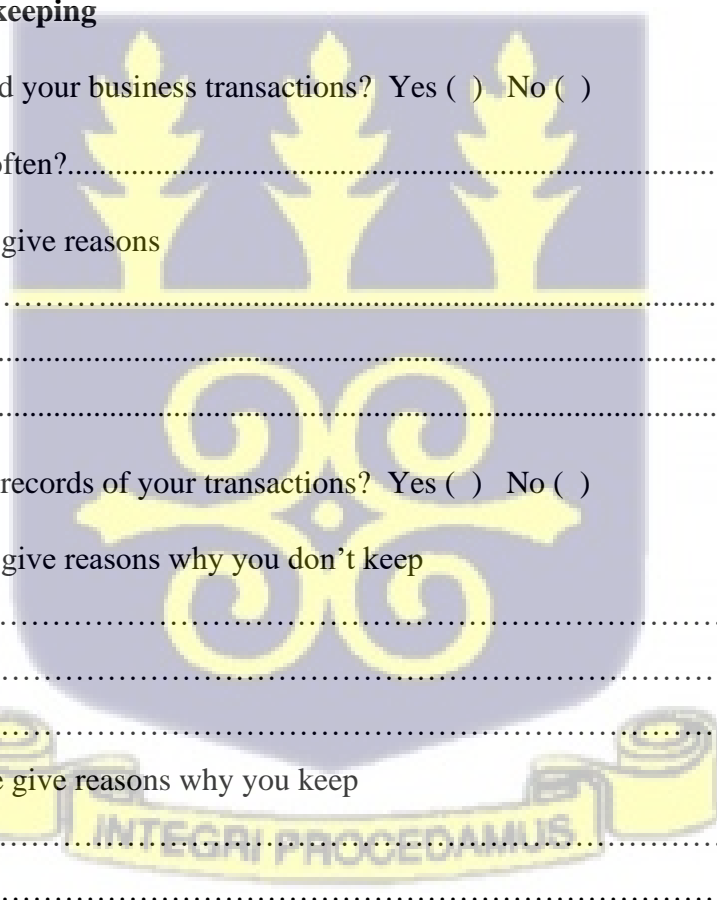 keeping
d your business transactions? Yes ( ) No ( )
often?..........................................................................................
give reasons
..........................................................................................
..........................................................................................
..........................................................................................
records of your transactions? Yes ( ) No ( )
give reasons why you don’t keep
..........................................................................................
..........................................................................................
..........................................................................................
e give reasons why you keep
INTEGRI PROCEDAMUS
..........................................................................................
..........................................................................................